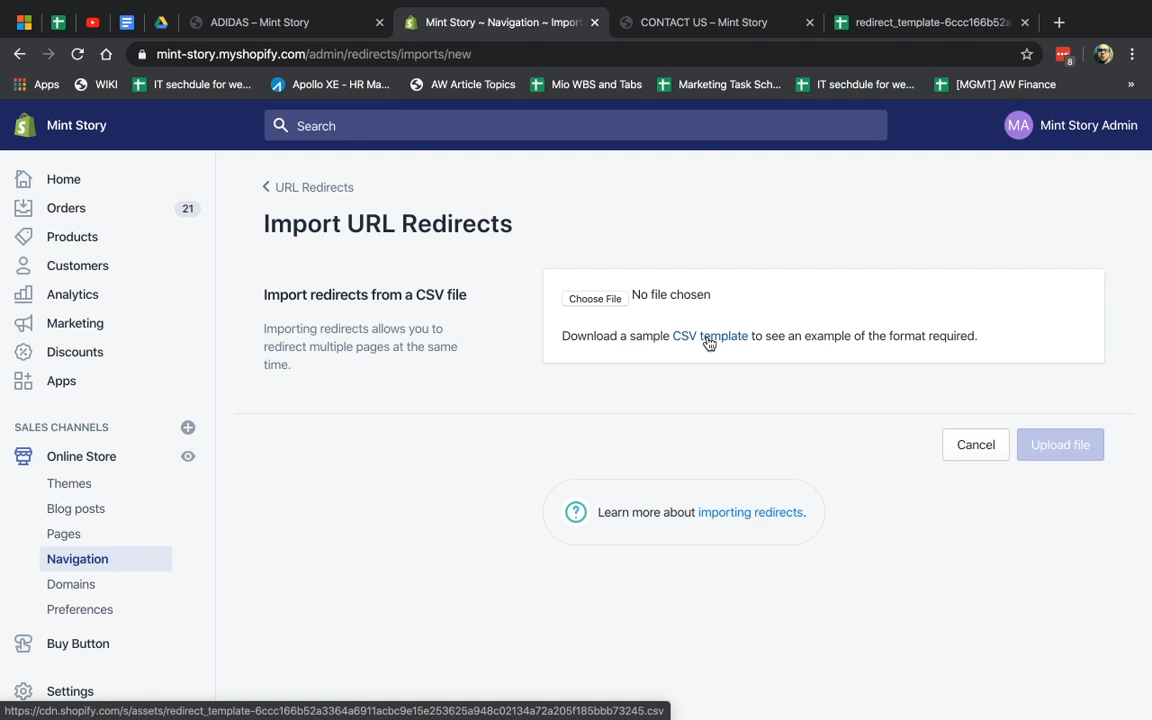 ADIDAS – Mint Story
Mint Story ~ Navigation ~ Import
CONTACT US – Mint Story
redirect_template-6ccc166b52a
mint-story.myshopify.com/admin/redirects/imports/new
8
Apps
WIKI
IT sechdule for we...
Apollo XE - HR Ma...
AW Article Topics
Mio WBS and Tabs
Marketing Task Sch...
IT sechdule for we...
[MGMT] AW Finance
»
Mint Story
Search
MA
Mint Story Admin
Home
Orders
21
Products
Customers
Analytics
Marketing
Discounts
Apps
SALES CHANNELS
Online Store
Themes
Blog posts
Pages
Navigation
Domains
Preferences
Buy Button
Settings
URL Redirects
Import URL Redirects
Import redirects from a CSV file
Importing redirects allows you to
redirect multiple pages at the same
time.
Choose File No file chosen
Download a sample CSV template to see an example of the format required.
Cancel
Upload file
? Learn more about importing redirects.
https://cdn.shopify.com/s/assets/redirect_template-6ccc166b52a3364a6911acbc9e15e253625a948c02134a72a205f185bbb73245.csv